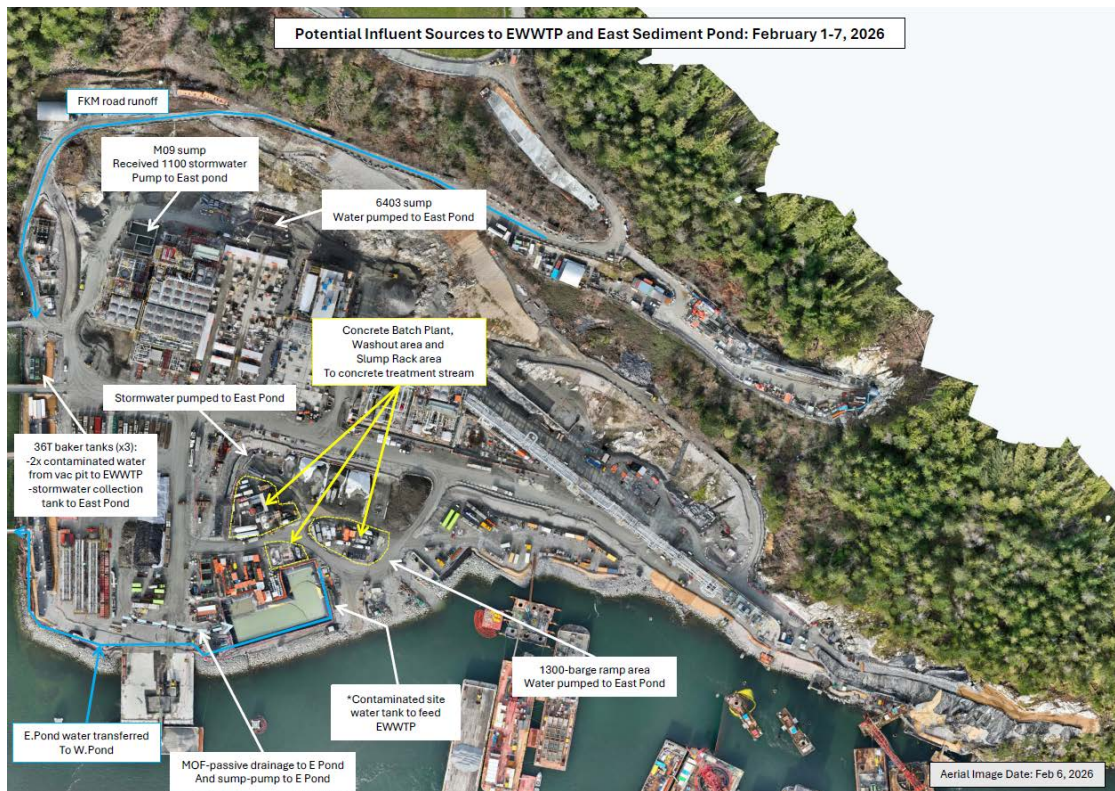 Potential Influent Sources to EWWTP and East Sediment Pond: February 1-7, 2026
FKM road runoff
M09 sump
Received 1100 stormwater
Pump to East pond
6403 sump
Water pumped to East Pond
Concrete Batch Plant,
Washout area and
Slump Rack area
To concrete treatment stream
Stormwater pumped to East Pond
36T baker tanks (x3):
-2x contaminated water
from vac pit to EWWTP
-stormwater collection
tank to East Pond
1300-barge ramp area
Water pumped to East Pond
*Contaminated site
water tank to feed
EWWTP
E.Pond water transferred
To W.Pond
MOF-passive drainage to E Pond
And sump-pump to E Pond
Aerial Image Date: Feb 6, 2026